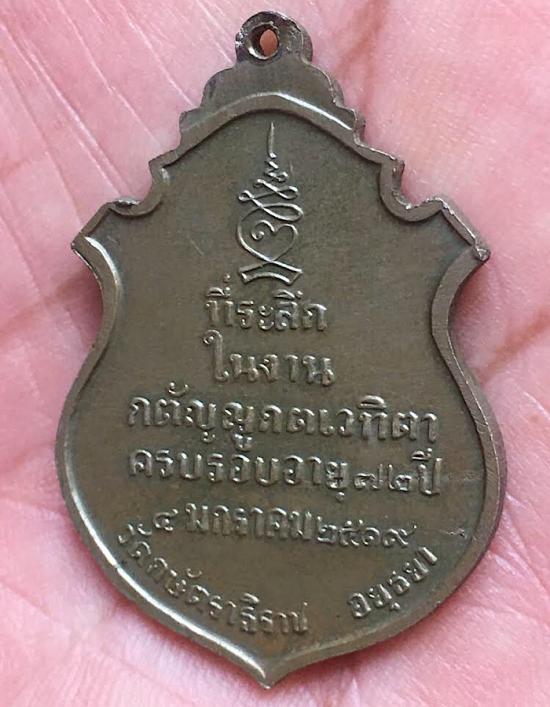 ที่ระลึก
ในงาน
กตัญญูกตเวทิตา
ครบรอบอายุ ๗๒ ปี
๔ มกราคม ๒๕๑๙
วัดกษัตราธิราช อยุธยา